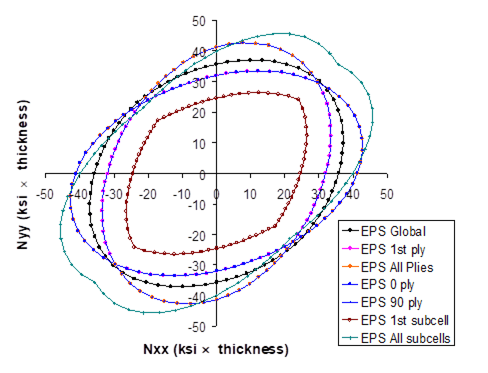 50
40
30
20
10
0
-10
-20
-30
-40
-50
-50 -40 -30 -20 -10 0 10 20 30 40 50
Nyy (ksi × thickness)
Nxx (ksi × thickness)
EPS Global
EPS 1st ply
EPS All Plies
EPS 0 ply
EPS 90 ply
EPS 1st subcell
EPS All subcells